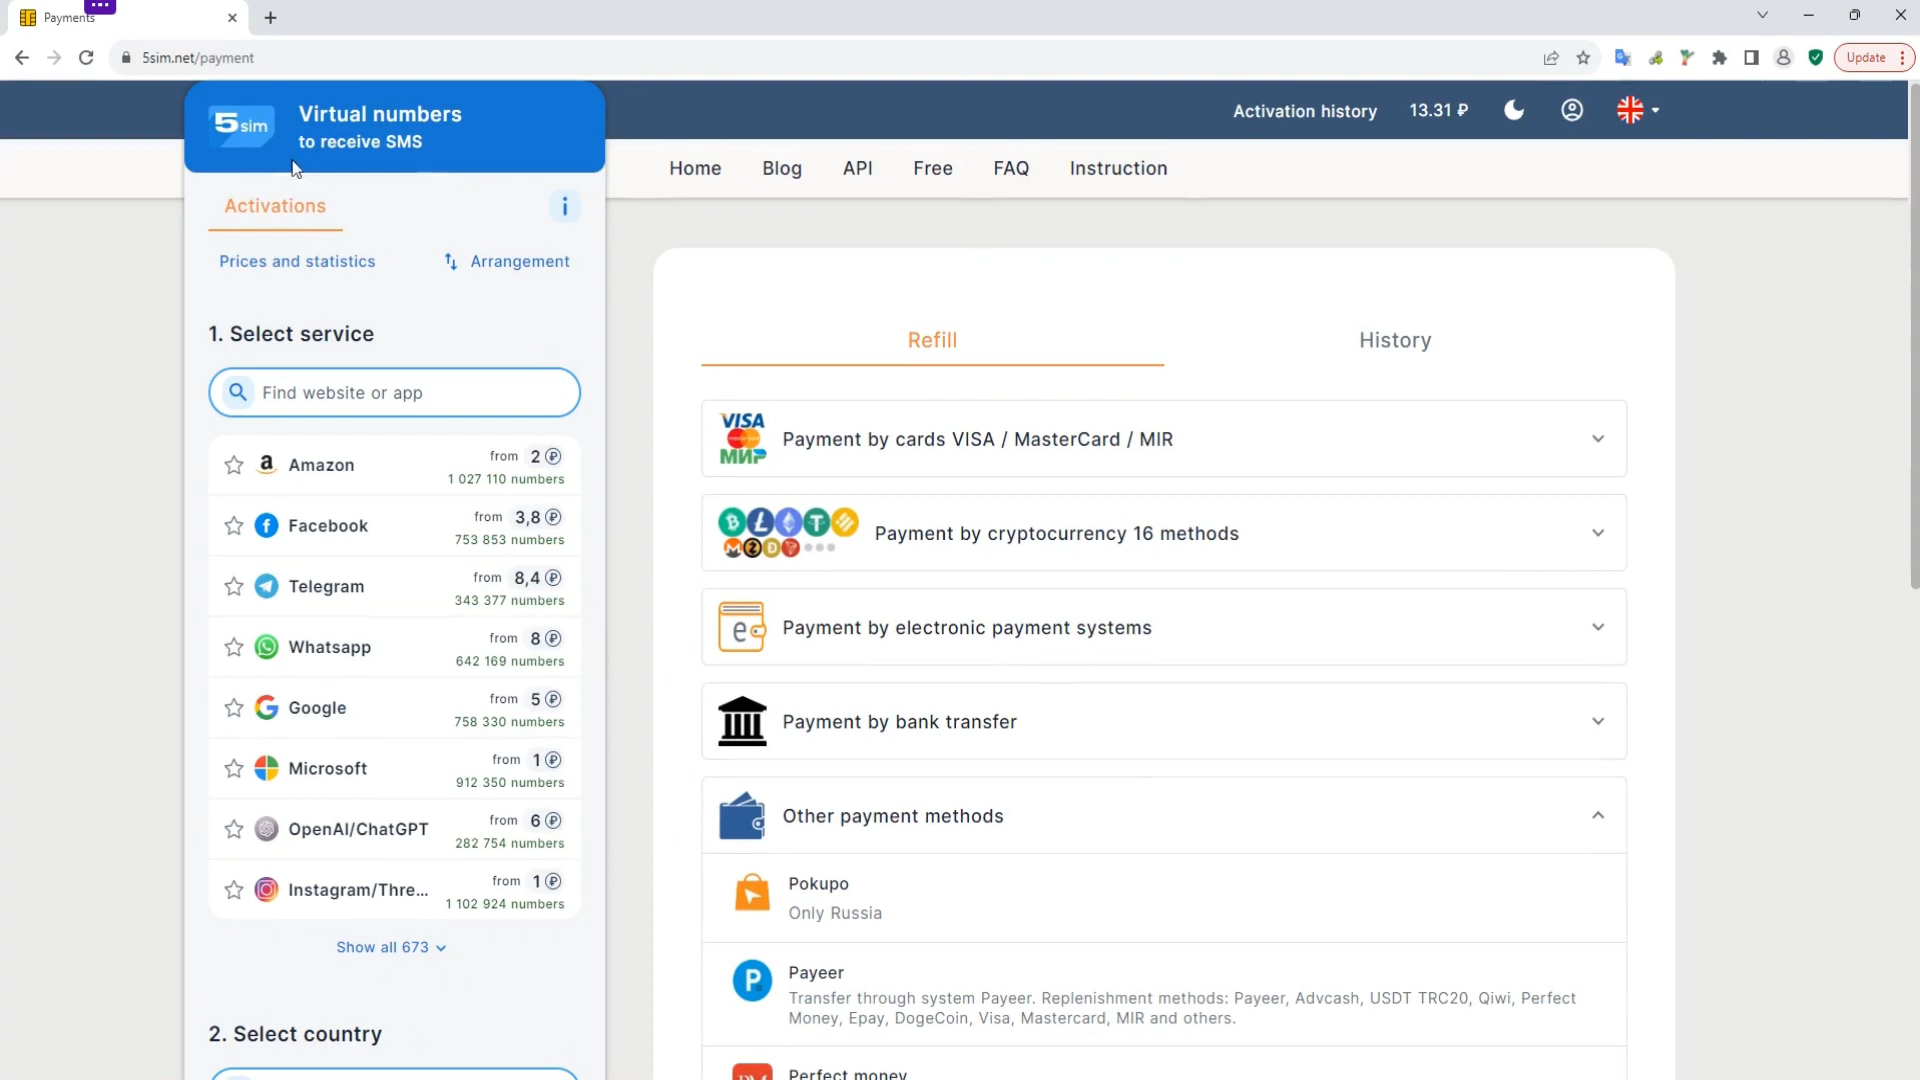 Payments
5sim.net/payment
Update
5sim
Virtual numbers
to receive SMS
Activation history
13.31 ₽
Home
Blog
API
Free
FAQ
Instruction
Activations
i
Prices and statistics
Arrangement
1. Select service
Find website or app
Amazon
from 2 ₽
1 027 110 numbers
Facebook
from 3,8 ₽
753 853 numbers
Telegram
from 8,4 ₽
343 377 numbers
Whatsapp
from 8 ₽
642 169 numbers
Google
from 5 ₽
758 330 numbers
Microsoft
from 1 ₽
912 350 numbers
OpenAI/ChatGPT
from 6 ₽
282 754 numbers
Instagram/Thre...
from 1 ₽
1 102 924 numbers
Show all 673
2. Select country
Refill
History
VISA
МИР
Payment by cards VISA / MasterCard / MIR
Payment by cryptocurrency 16 methods
e
Payment by electronic payment systems
Payment by bank transfer
Other payment methods
Pokupo
Only Russia
P
Payeer
Transfer through system Payeer. Replenishment methods: Payeer, Advcash, USDT TRC20, Qiwi, Perfect
Money, Epay, DogeCoin, Visa, Mastercard, MIR and others.
Perfect money